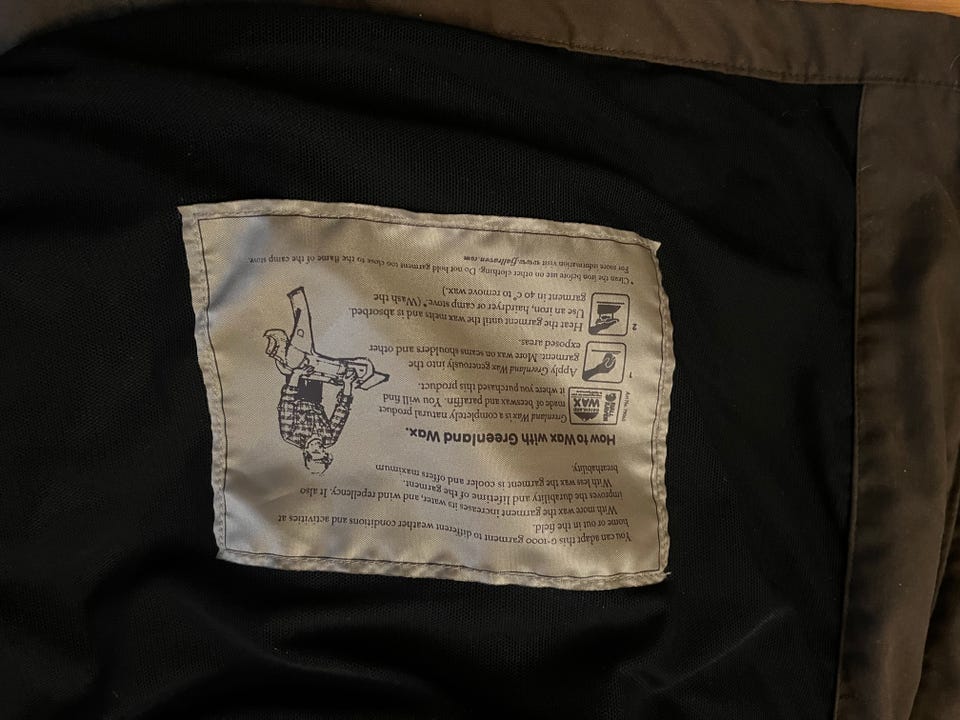 You can adapt this G-1000 garment to different weather conditions and activities at
home or out in the field.
With more wax the garment increases its water, and wind repellency. It also
improves the durability and lifetime of the garment.
With less wax the garment is cooler and offers maximum
breathability.
How to Wax with Greenland Wax.
Greenland Wax is a completely natural product
made of beeswax and paraffin. You will find
it where you purchased this product.
WAX
1
Apply Greenland Wax generously into the
garment. More wax on seams shoulders and other
exposed areas.
2
Heat the garment until the wax melts and is absorbed.
Use an iron, hairdryer or camp stove* (Wash the
garment in 40 c° to remove wax.)
* Clean the iron before use on other clothing. Do not hold garment too close to the flame of the camp stove.
For more information visit www.fjallraven.com